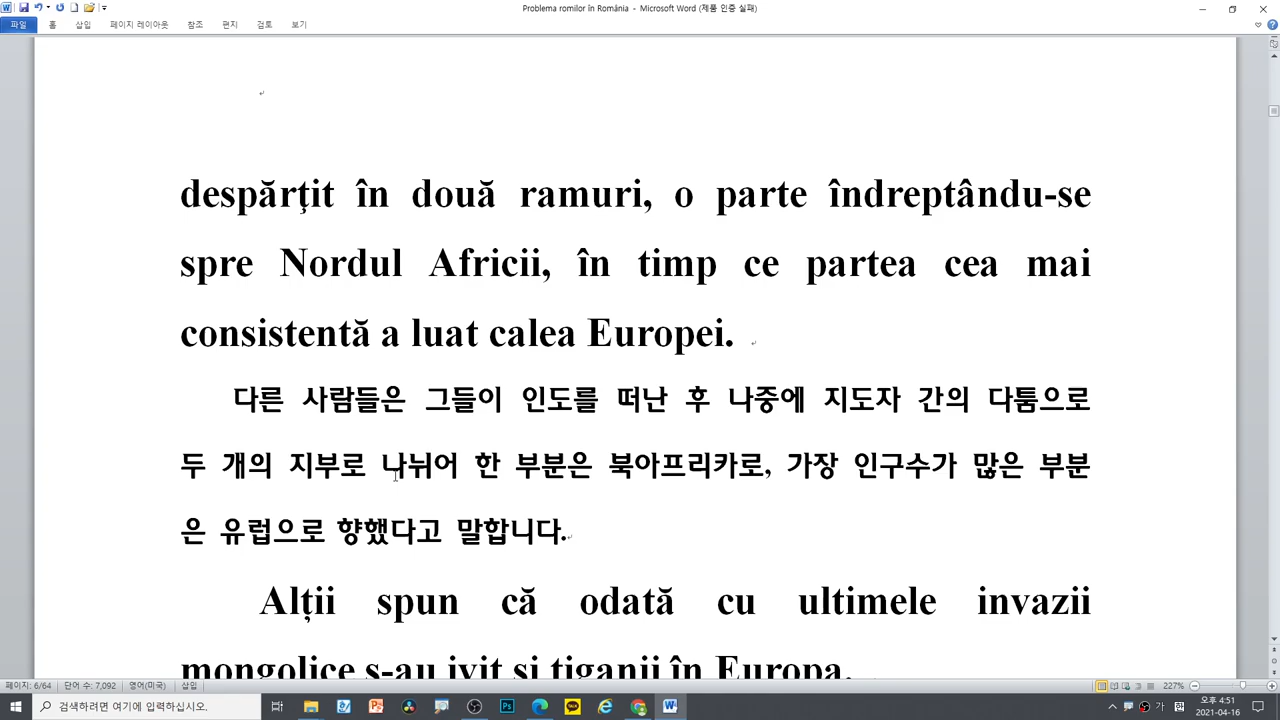 Problema romilor în România - Microsoft Word (제품 인증 실패)
파일 홈 삽입 페이지 레이아웃 참조 편지 검토 보기
despărţit în două ramuri, o parte îndreptându-se
spre Nordul Africii, în timp ce partea cea mai
consistentă a luat calea Europei.
다른 사람들은 그들이 인도를 떠난 후 나중에 지도자 간의 다툼으로
두 개의 지부로 나뉘어 한 부분은 북아프리카로, 가장 인구수가 많은 부분
은 유럽으로 향했다고 말합니다.
Alţii spun că odată cu ultimele invazii
mongolice s-au ivit şi ţiganii în Europa.
페이지: 6/64 단어 수: 7,092 영어(미국) 삽입 227%
검색하려면 여기에 입력하십시오. 가 오후 4:51
2021-04-16